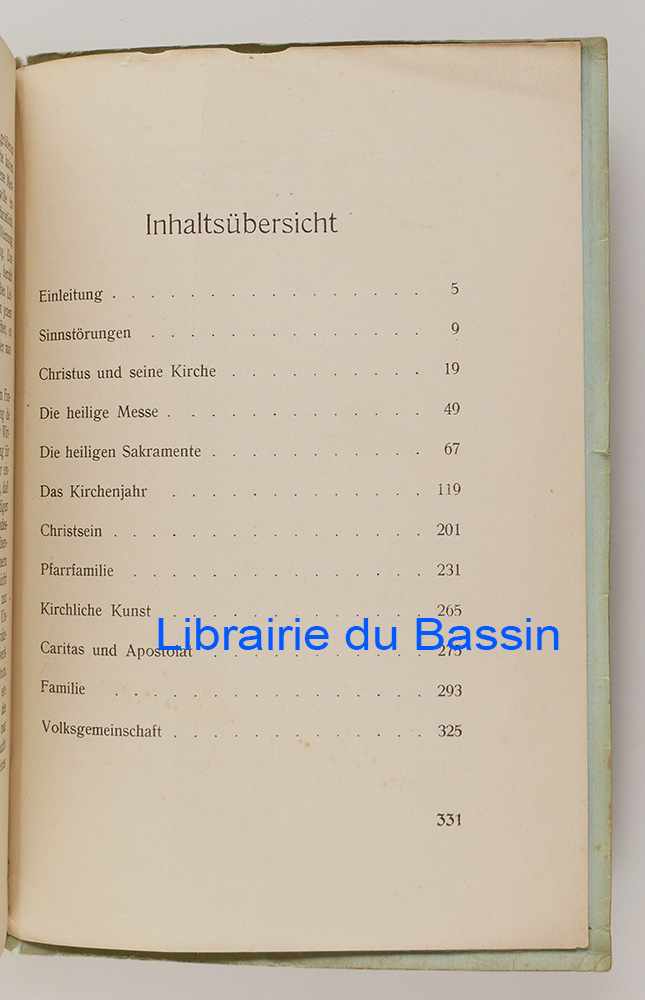 Inhaltsübersicht
Einleitung . . . . . . . . . . . . . . . . 5
Sinnstörungen . . . . . . . . . . . . . . 9
Christus und seine Kirche . . . . . . . . . . 19
Die heilige Messe . . . . . . . . . . . . . 49
Die heiligen Sakramente . . . . . . . . . . . 67
Das Kirchenjahr . . . . . . . . . . . . . 119
Christsein . . . . . . . . . . . . . . . . 201
Pfarrfamilie . . . . . . . . . . . . . . . 231
Kirchliche Kunst . . . . . . . . . . . . . 265
Librairie du Bassin
Caritas und Apostolat . . . . . . . . . . . 275
Familie . . . . . . . . . . . . . . . . 293
Volksgemeinschaft . . . . . . . . . . . . . 325
331